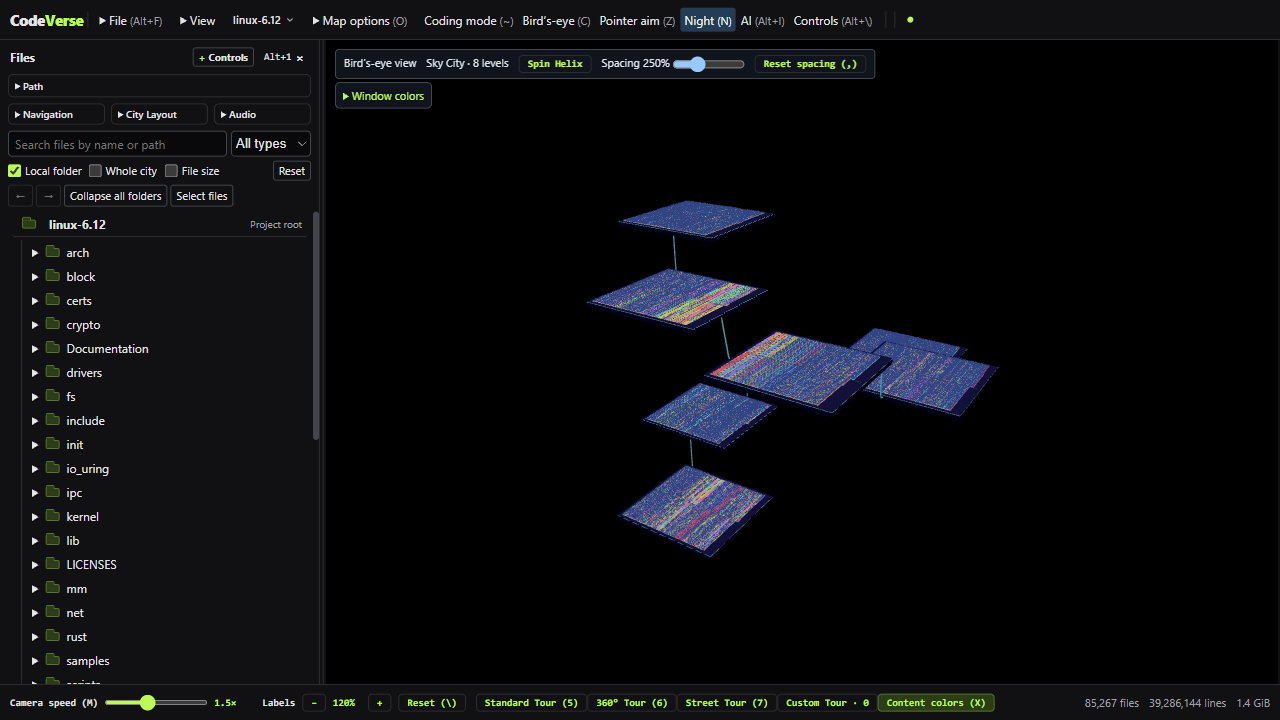 CodeVerse
File (Alt+F)
View
linux-6.12
Map options (O)
Coding mode (~)
Bird's-eye (C)
Pointer aim (Z)
Night (N)
AI (Alt+I)
Controls (Alt+\)
Files
+ Controls
Alt+1 ×
Path
Navigation
City Layout
Audio
Search files by name or path
All types
Local folder
Whole city
File size
Reset
← →
Collapse all folders
Select files
linux-6.12
Project root
arch
block
certs
crypto
Documentation
drivers
fs
include
init
io_uring
ipc
kernel
lib
LICENSES
mm
net
rust
samples
scripts
Bird's-eye view
Sky City · 8 levels
Spin Helix
Spacing 250%
Reset spacing (,)
Window colors
Camera speed (M)
1.5×
Labels
-
120%
+
Reset (\)
Standard Tour (5)
360° Tour (6)
Street Tour (7)
Custom Tour · 0
Content colors (X)
85,267 files
39,286,144 lines
1.4 GiB